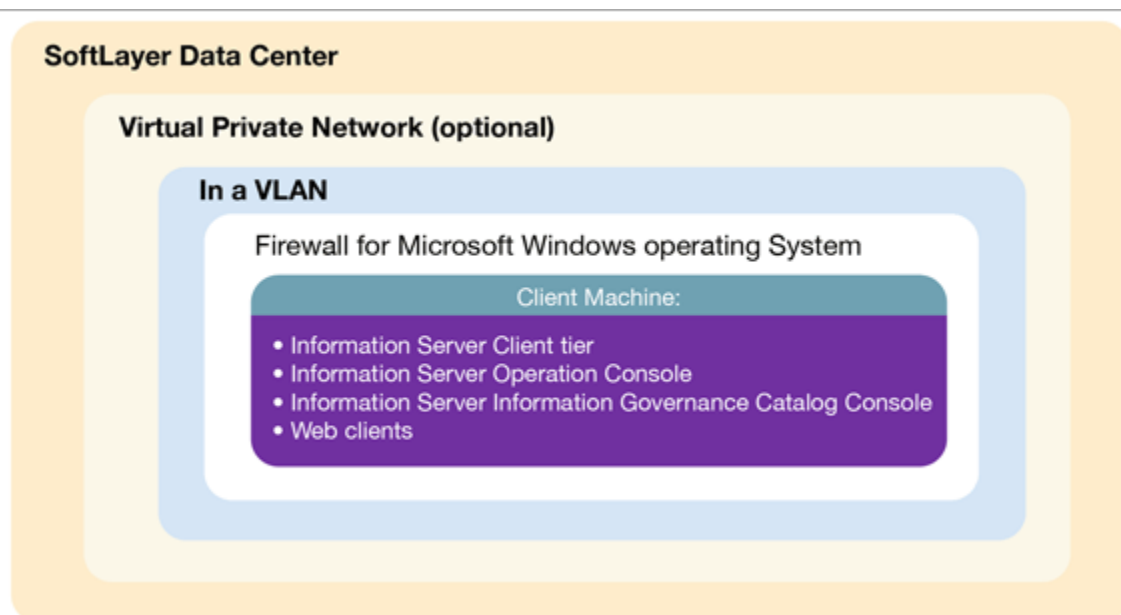 SoftLayer Data Center
Virtual Private Network (optional)
In a VLAN
Firewall for Microsoft Windows operating System
Client Machine:
• Information Server Client tier
• Information Server Operation Console
• Information Server Information Governance Catalog Console
• Web clients